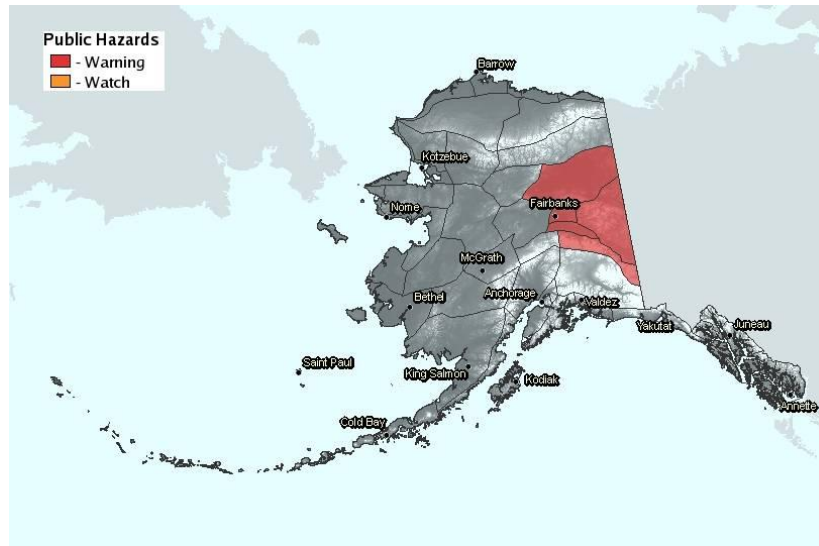 Public Hazards
- Warning
- Watch
Barrow
Kotzebue
Nome
Fairbanks
McGrath
Bethel
Anchorage
Valdez
Yakutat
Juneau
Saint Paul
King Salmon
Kodiak
Annette
Cold Bay